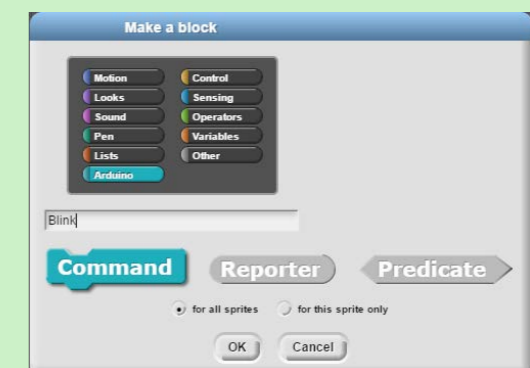 Make a block
Motion Control
Looks Sensing
Sound Operators
Pen Variables
Lists Other
Arduino
Blink
Command Reporter Predicate
for all sprites for this sprite only
OK Cancel